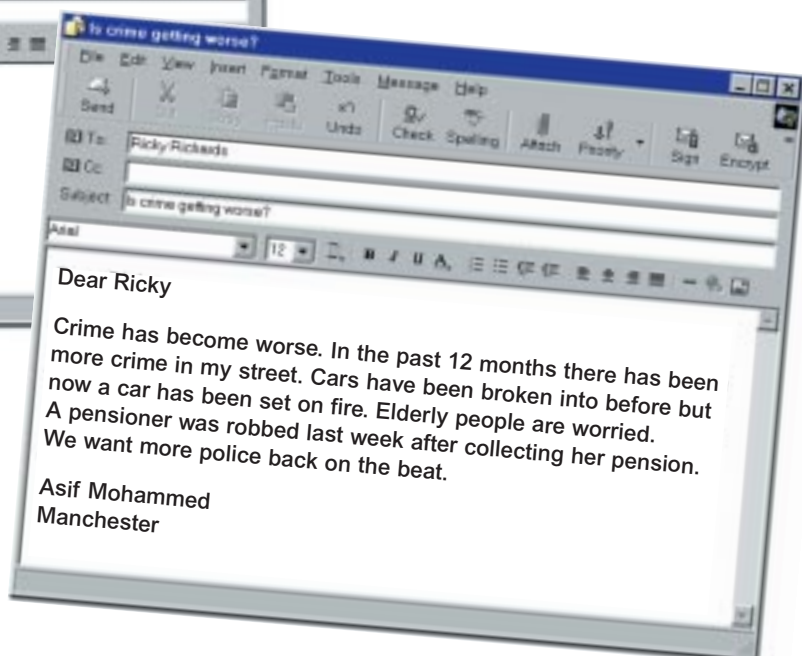 Is crime getting worse?
File Edit View Insert Format Tools Message Help
Send Undo Check Spelling Attach Priority Sign Encrypt
To: Ricky Richards
Cc:
Subject: Is crime getting worse?
Arial 12
Dear Ricky
Crime has become worse. In the past 12 months there has been
more crime in my street. Cars have been broken into before but
now a car has been set on fire. Elderly people are worried.
A pensioner was robbed last week after collecting her pension.
We want more police back on the beat.
Asif Mohammed
Manchester